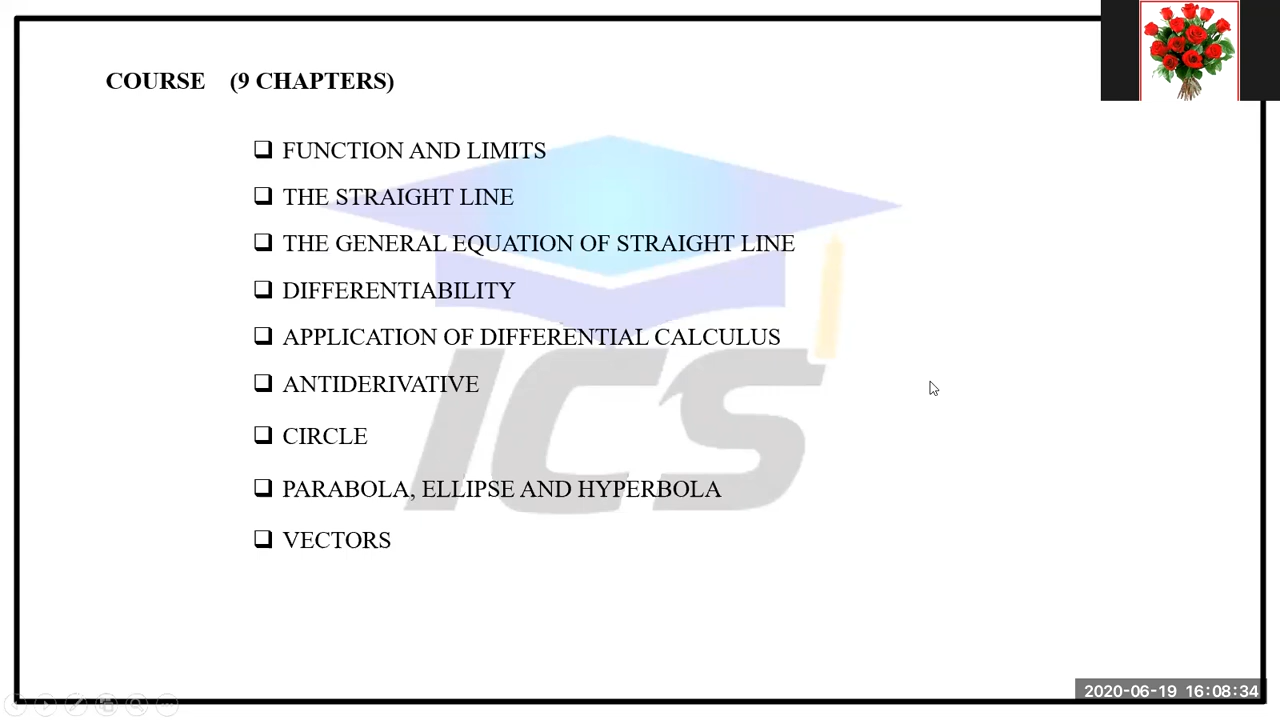 COURSE (9 CHAPTERS)
FUNCTION AND LIMITS
THE STRAIGHT LINE
THE GENERAL EQUATION OF STRAIGHT LINE
DIFFERENTIABILITY
APPLICATION OF DIFFERENTIAL CALCULUS
ANTIDERIVATIVE
CIRCLE
PARABOLA, ELLIPSE AND HYPERBOLA
VECTORS
ICS
2020-06-19 16:08:34